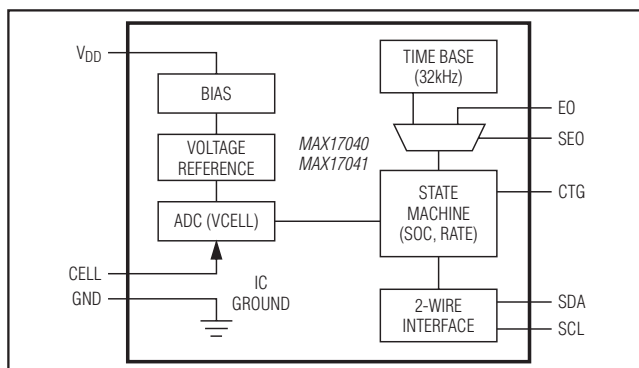 VDD
BIAS
VOLTAGE
REFERENCE
ADC (VCELL)
CELL
GND
IC
GROUND
MAX17040
MAX17041
TIME BASE
(32kHz)
EO
SEO
STATE
MACHINE
(SOC, RATE)
CTG
2-WIRE
INTERFACE
SDA
SCL